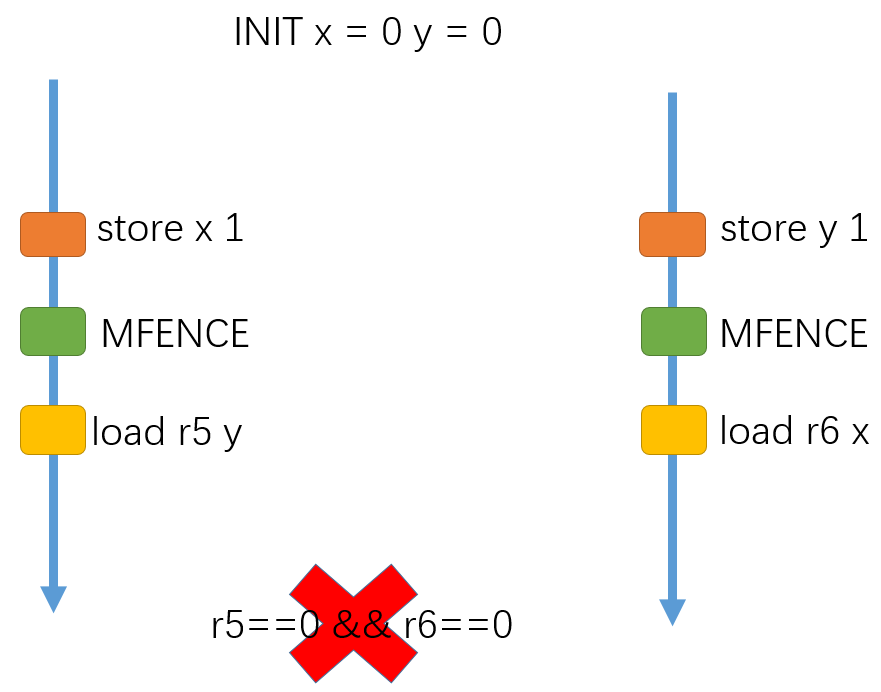 INIT x = 0 y = 0
store x 1
store y 1
MFENCE
MFENCE
load r5 y
load r6 x
r5==0 && r6==0